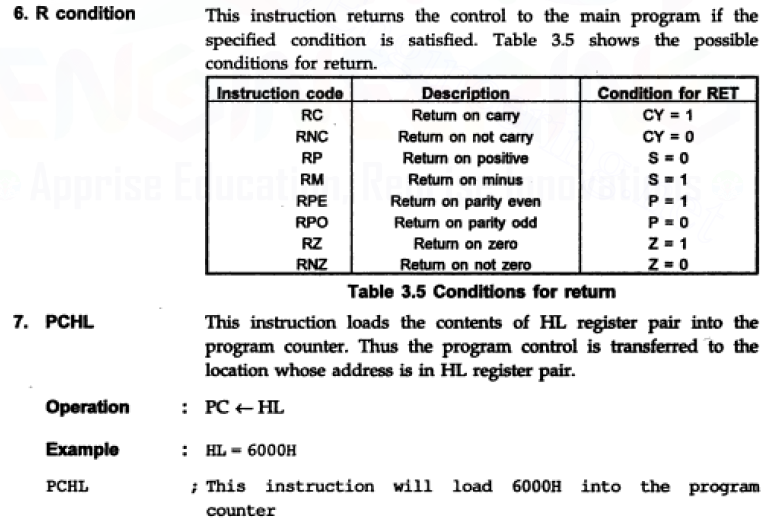 6. R condition This instruction returns the control to the main program if the
specified condition is satisfied. Table 3.5 shows the possible
conditions for return.
Instruction code Description Condition for RET
RC Return on carry CY = 1
RNC Return on not carry CY = 0
RP Return on positive S = 0
RM Return on minus S = 1
RPE Return on parity even P = 1
RPO Return on parity odd P = 0
RZ Return on zero Z = 1
RNZ Return on not zero Z = 0
Table 3.5 Conditions for return
7. PCHL This instruction loads the contents of HL register pair into the
program counter. Thus the program control is transferred to the
location whose address is in HL register pair.
Operation : PC ← HL
Example : HL = 6000H
PCHL ; This instruction will load 6000H into the program
counter